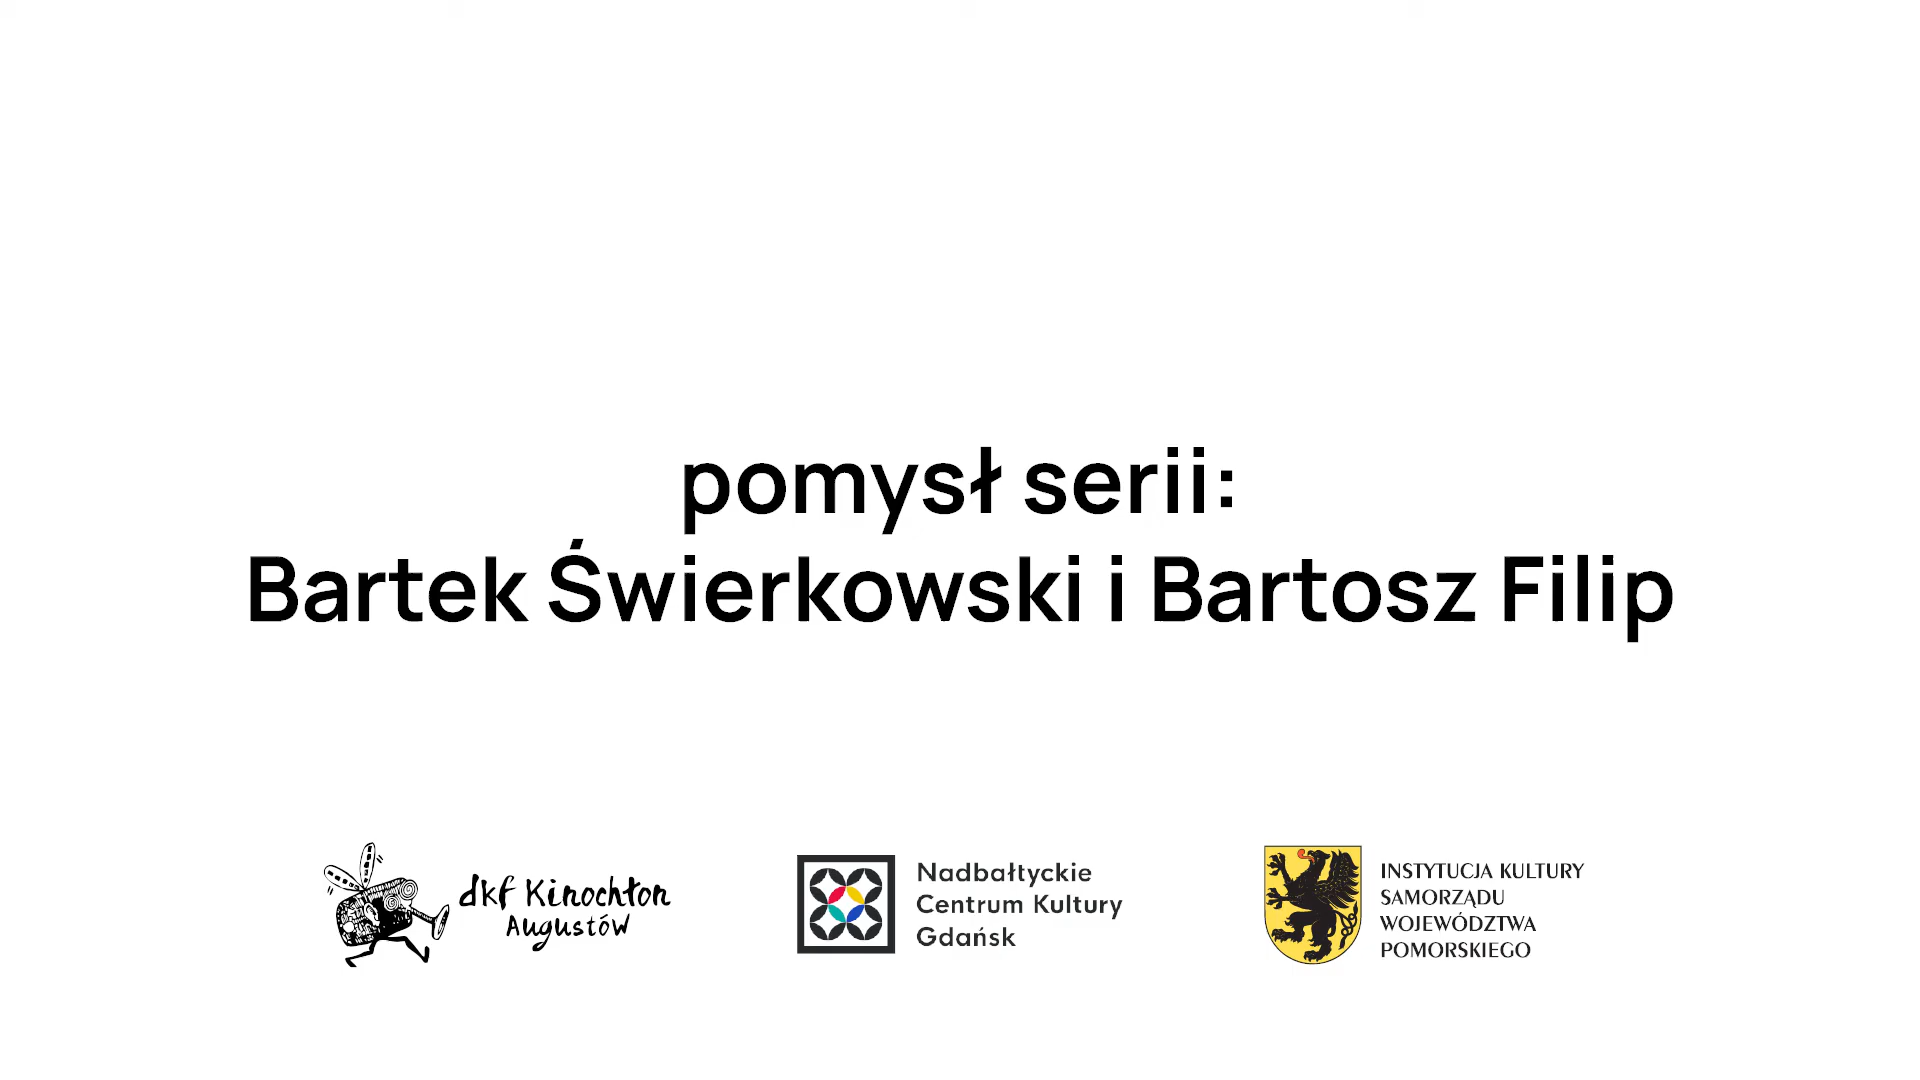 pomysł serii:
Bartek Świerkowski i Bartosz Filip
dkf Kinochłon
Augustów
Nadbałtyckie
Centrum Kultury
Gdańsk
INSTYTUCJA KULTURY
SAMORZĄDU
WOJEWÓDZTWA
POMORSKIEGO